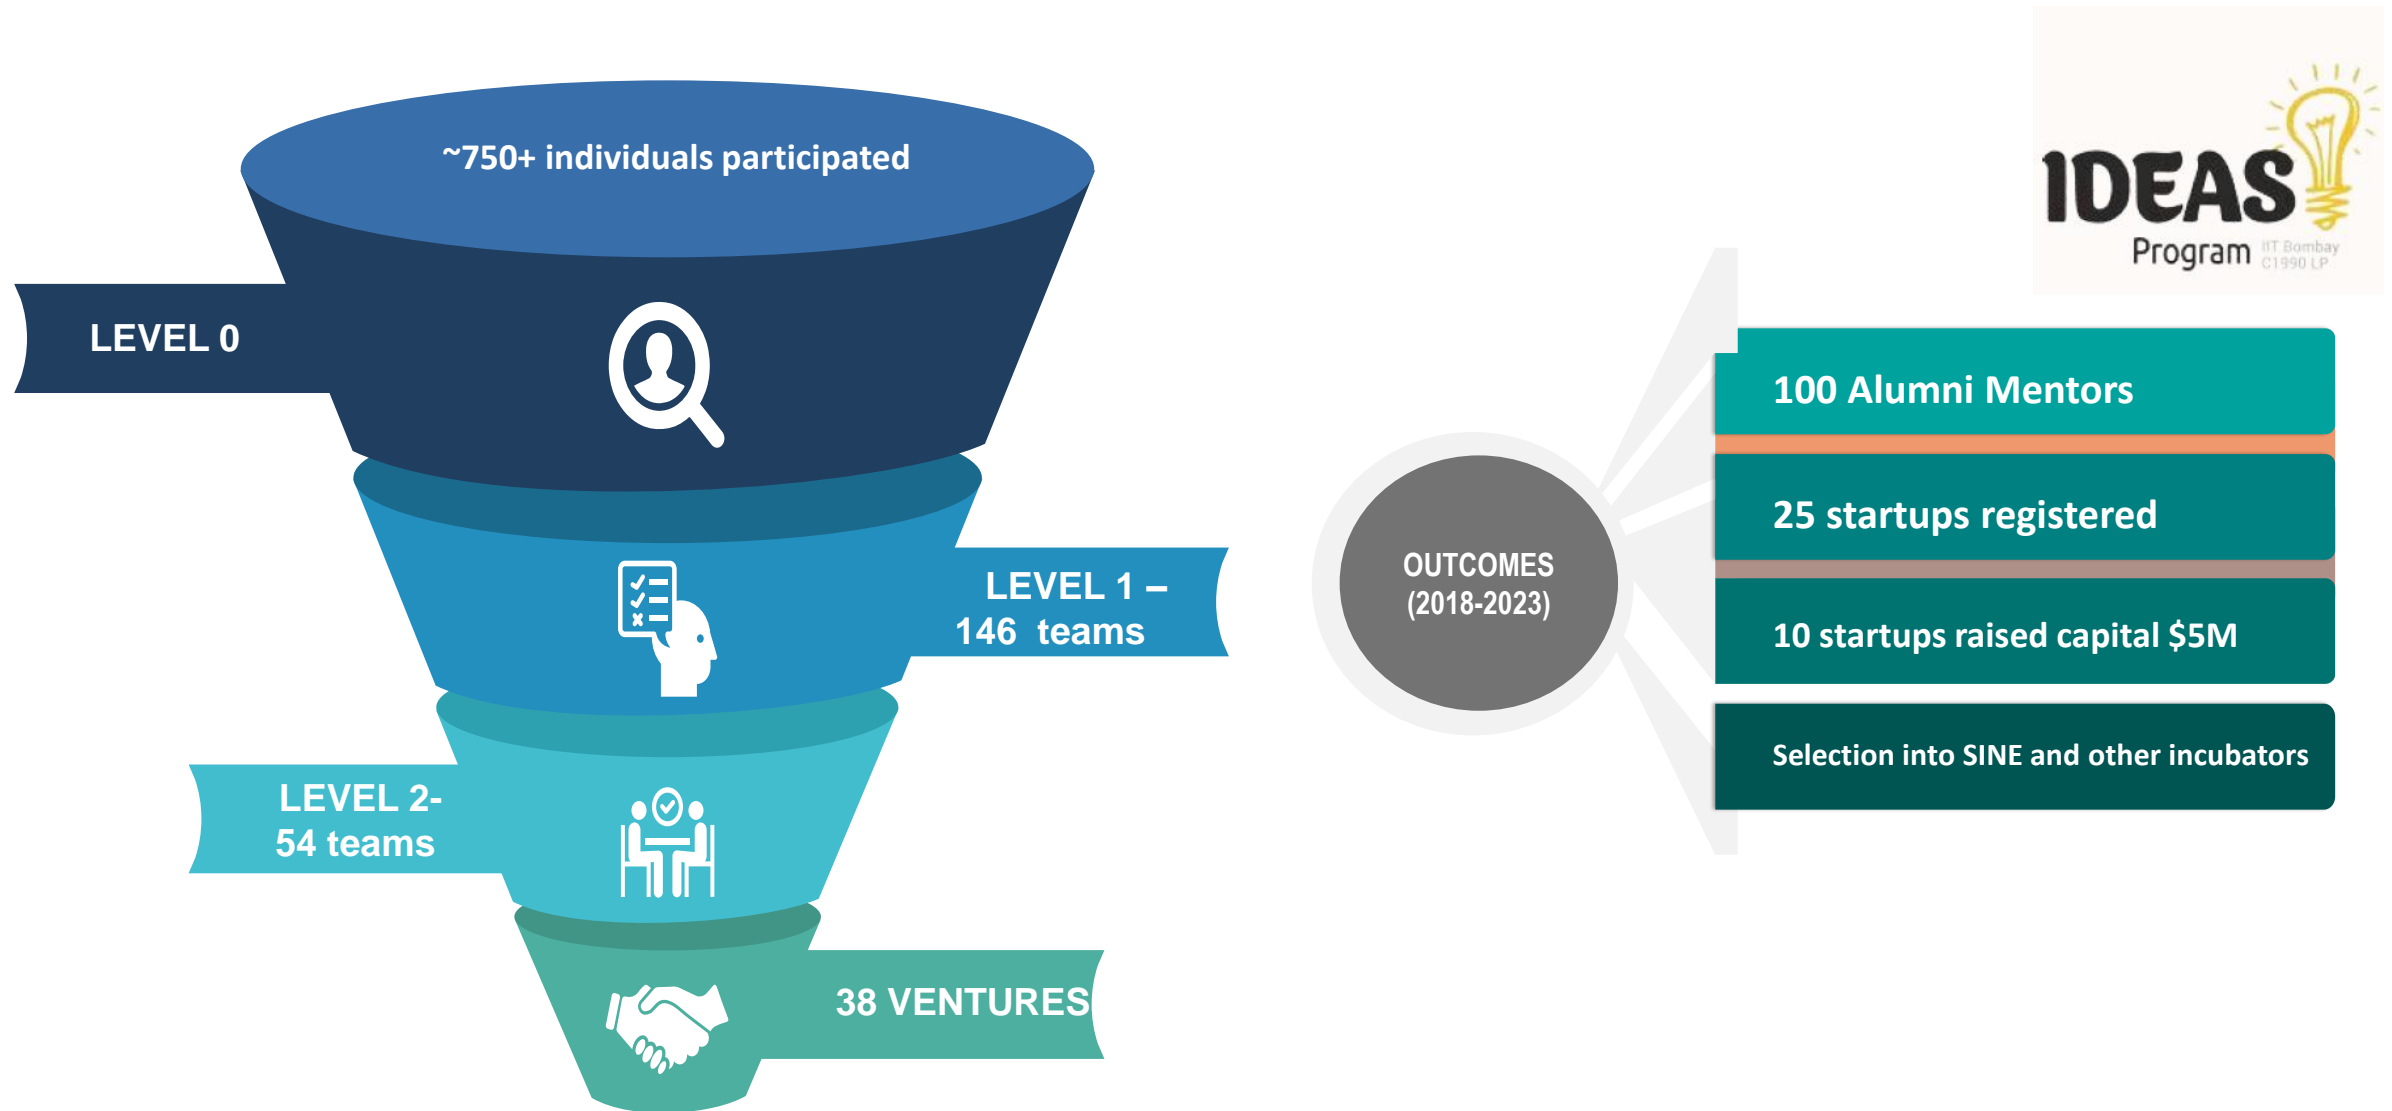 ~750+ individuals participated
LEVEL 0
LEVEL 1 –
146 teams
LEVEL 2-
54 teams
38 VENTURES
IDEAS
Program
IIT Bombay
C1990 LP
OUTCOMES
(2018-2023)
100 Alumni Mentors
25 startups registered
10 startups raised capital $5M
Selection into SINE and other incubators